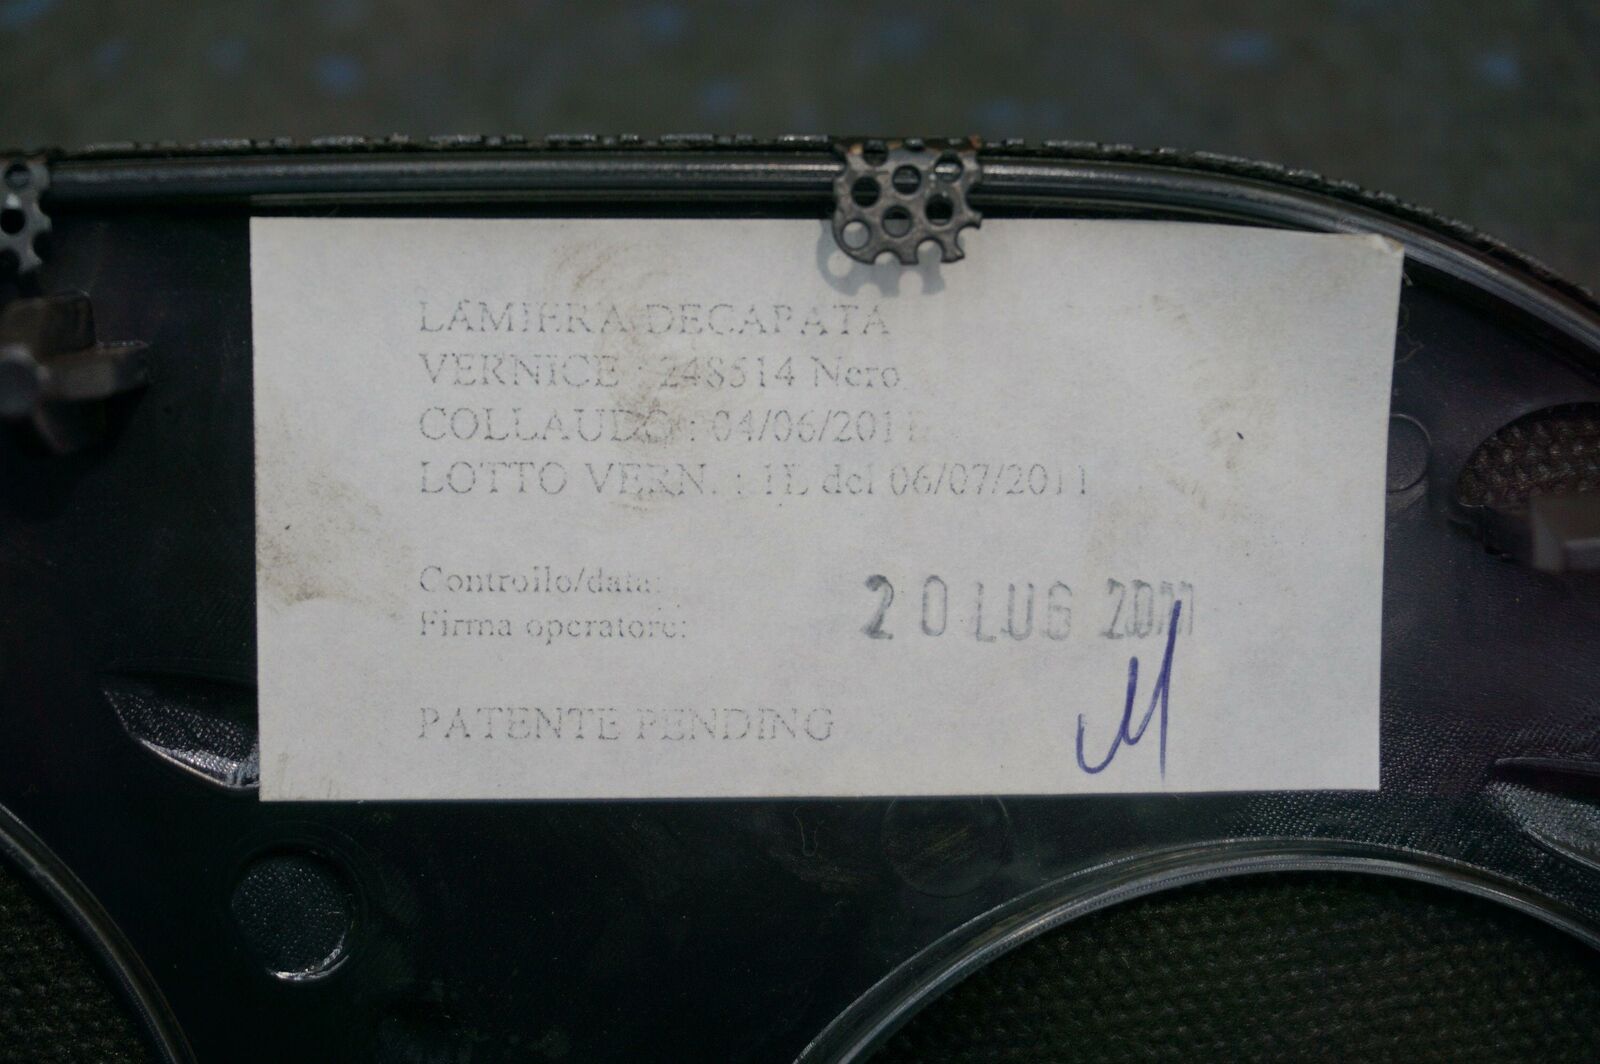 LAMIERA DECAPATA
VERNICE : 248514 Nero
COLLAUDO : 04/06/2011
LOTTO VERN. : 1L del 06/07/2011
Controllo/data: 20 LUG 2011
Firma operatore:
PATENTE PENDING